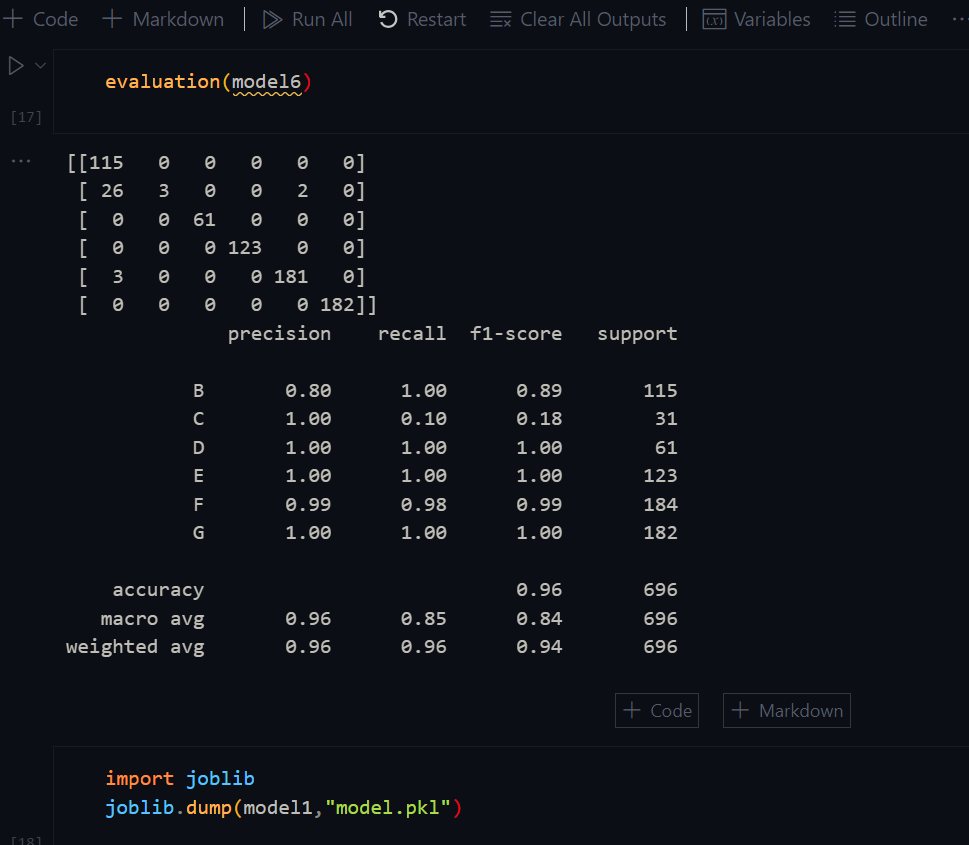 + Code + Markdown Run All Restart Clear All Outputs Variables Outline ...
evaluation(model6)
[17]
...
[[115   0   0   0   0   0]
 [ 26   3   0   0   2   0]
 [  0   0  61   0   0   0]
 [  0   0   0 123   0   0]
 [  3   0   0   0 181   0]
 [  0   0   0   0   0 182]]
              precision    recall  f1-score   support
           B       0.80      1.00      0.89       115
           C       1.00      0.10      0.18        31
           D       1.00      1.00      1.00        61
           E       1.00      1.00      1.00       123
           F       0.99      0.98      0.99       184
           G       1.00      1.00      1.00       182
    accuracy                           0.96       696
   macro avg       0.96      0.85      0.84       696
weighted avg       0.96      0.96      0.94       696
+ Code + Markdown
import joblib
joblib.dump(model1,"model.pkl")
[18]